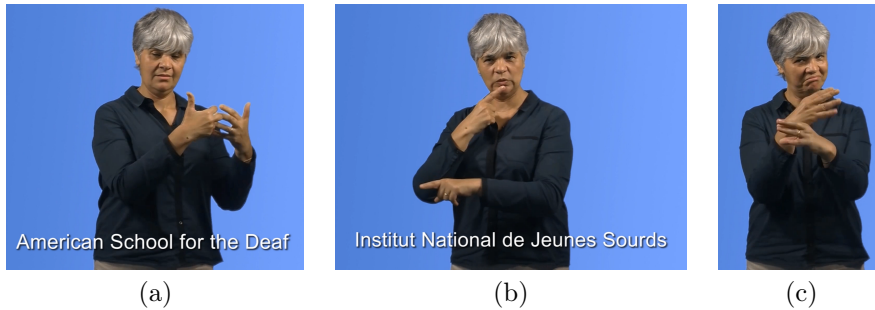 American School for the Deaf
Institut National de Jeunes Sourds
(a)
(b)
(c)